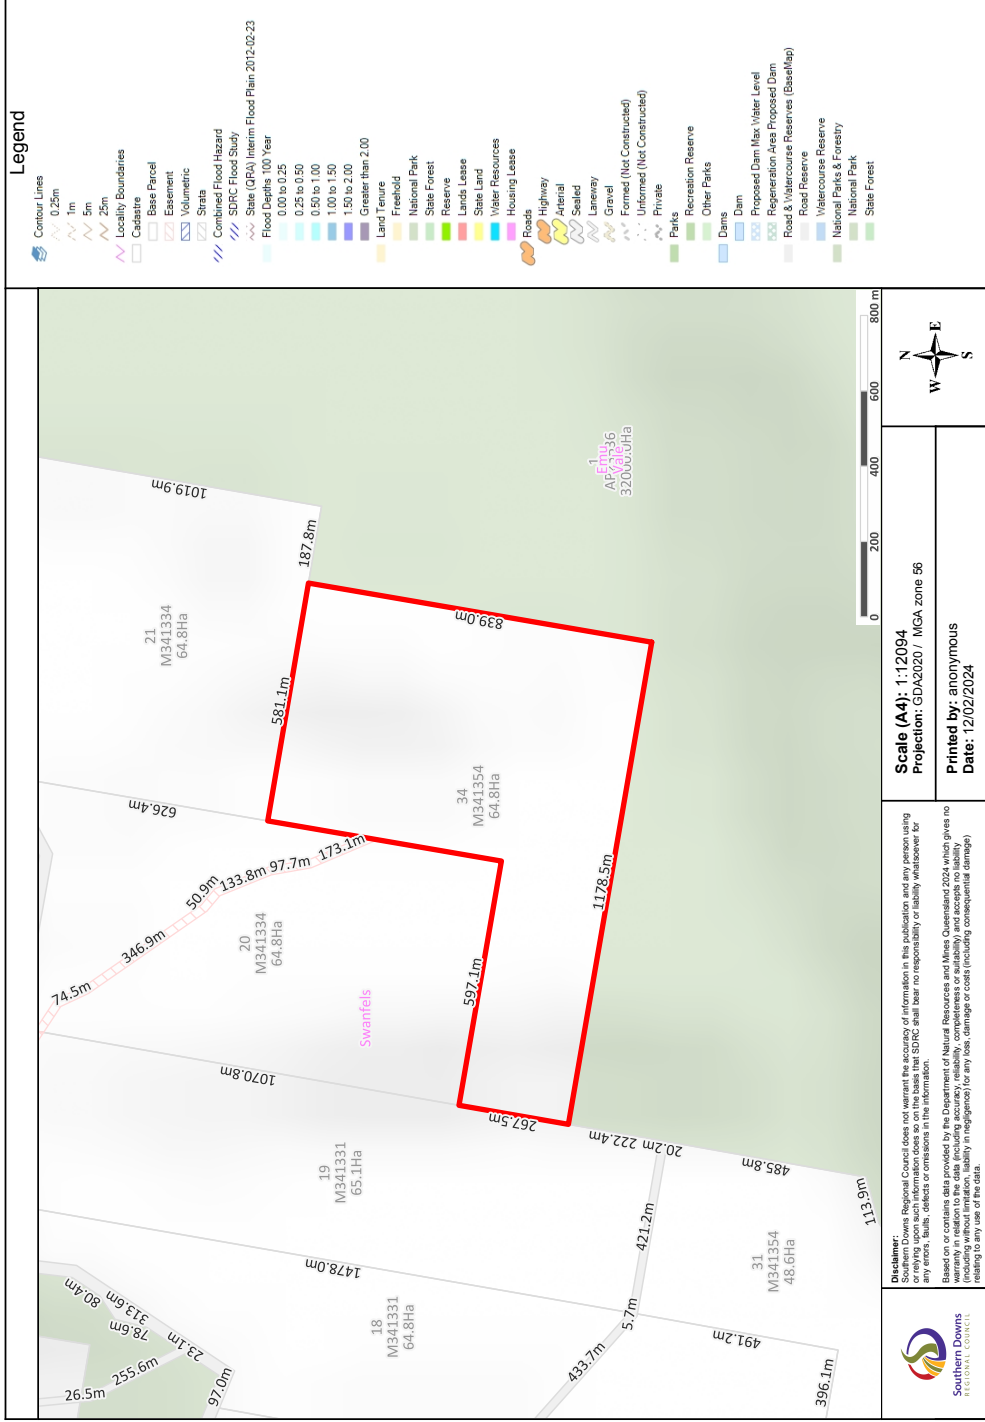 Legend
Contour Lines
0.25m
1m
5m
25m
Locality Boundaries
Cadastre
Base Parcel
Easement
Volumetric
Strata
Combined Flood Hazard
SDRC Flood Study
State (QRA) Interim Flood Plain 2012-02-23
Flood Depths 100 Year
0.00 to 0.25
0.25 to 0.50
0.50 to 1.00
1.00 to 1.50
1.50 to 2.00
Greater than 2.00
Land Tenure
Freehold
National Park
State Forest
Reserve
Lands Lease
State Land
Water Resources
Housing Lease
Roads
Highway
Arterial
Sealed
Laneway
Gravel
Formed (Not Constructed)
Unformed (Not Constructed)
Private
Parks
Recreation Reserve
Other Parks
Dams
Dam
Proposed Dam Max Water Level
Regeneration Area Proposed Dam
Road & Watercourse Reserves (BaseMap)
Road Reserve
Watercourse Reserve
National Parks & Forestry
National Park
State Forest
1019.9m
187.8m
21
M341334
64.8Ha
581.1m
839.0m
626.4m
34
M341354
64.8Ha
1178.5m
597.1m
267.5m
173.1m
97.7m
133.8m
50.9m
346.9m
74.5m
20
M341334
64.8Ha
Swanfels
1070.8m
19
M341331
65.1Ha
222.4m
20.2m
485.8m
113.9m
421.2m
31
M341354
48.6Ha
1478.0m
18
M341331
64.8Ha
5.7m
491.2m
433.7m
396.1m
80.4m
313.6m
78.6m
23.1m
255.6m
26.5m
97.0m
1
Emu
Vale
32000.0Ha
0
200
400
600
800 m
N
W
E
S
Scale (A4): 1:12094
Projection: GDA2020 / MGA zone 56
Printed by: anonymous
Date: 12/02/2024
Disclaimer:
Southern Downs Regional Council does not warrant the accuracy of information in this publication and any person using
or relying upon such information does so on the basis that SDRC shall bear no responsibility or liability whatsoever for
any errors, faults, defects or omissions in the information.
Based on or contains data provided by the Department of Natural Resources and Mines Queensland 2024 which gives no
warranty in relation to the data (including accuracy, reliability, completeness or suitability) and accepts no liability
(including without limitation, liability in negligence) for any loss, damage or costs (including consequential damage)
relating to any use of the data.
Southern Downs
REGIONAL COUNCIL